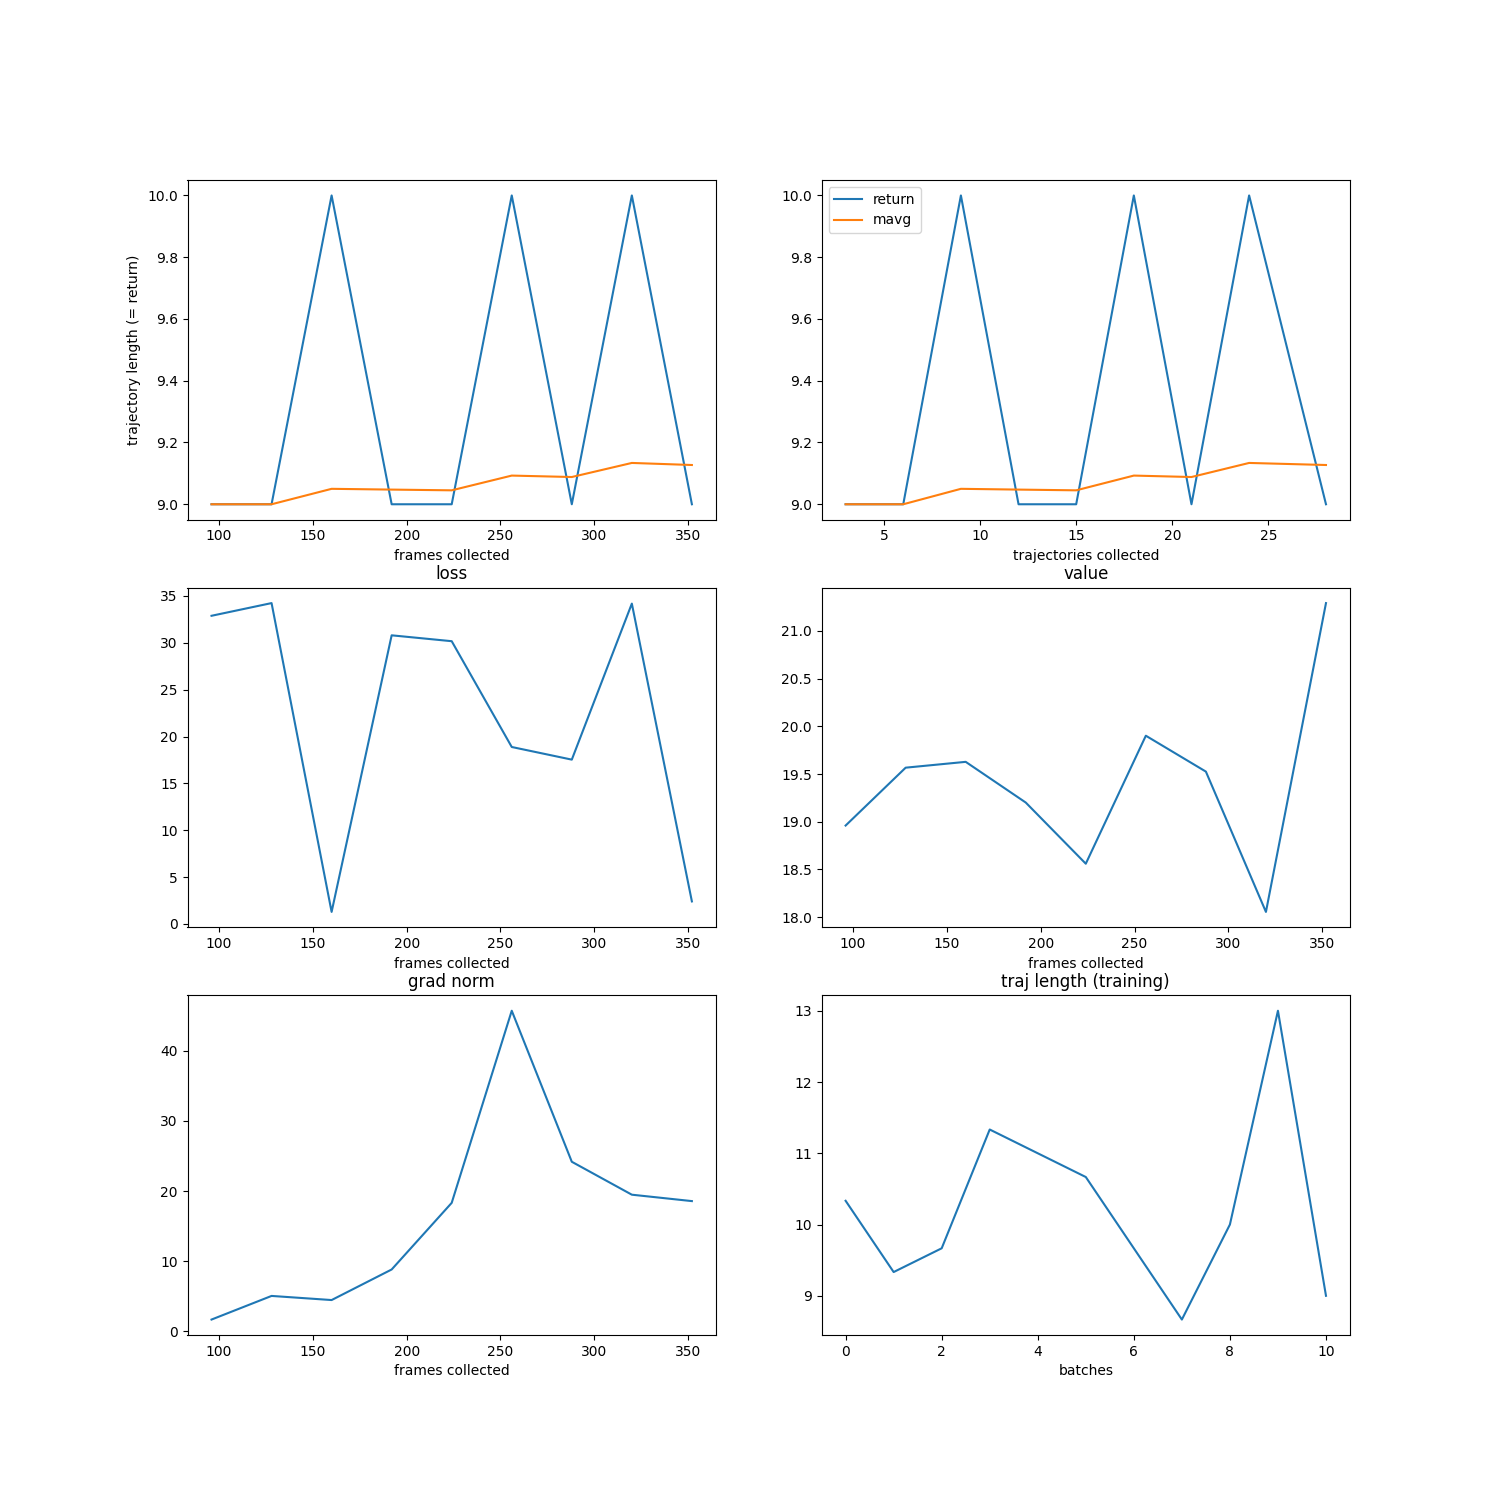 10.0
9.8
9.6
9.4
9.2
9.0
trajectory length (= return)
100 150 200 250 300 350
frames collected
return
mavg
10.0
9.8
9.6
9.4
9.2
9.0
5 10 15 20 25
trajectories collected
loss
35
30
25
20
15
10
5
0
100 150 200 250 300 350
frames collected
value
21.0
20.5
20.0
19.5
19.0
18.5
18.0
100 150 200 250 300 350
frames collected
grad norm
40
30
20
10
0
100 150 200 250 300 350
frames collected
traj length (training)
13
12
11
10
9
0 2 4 6 8 10
batches